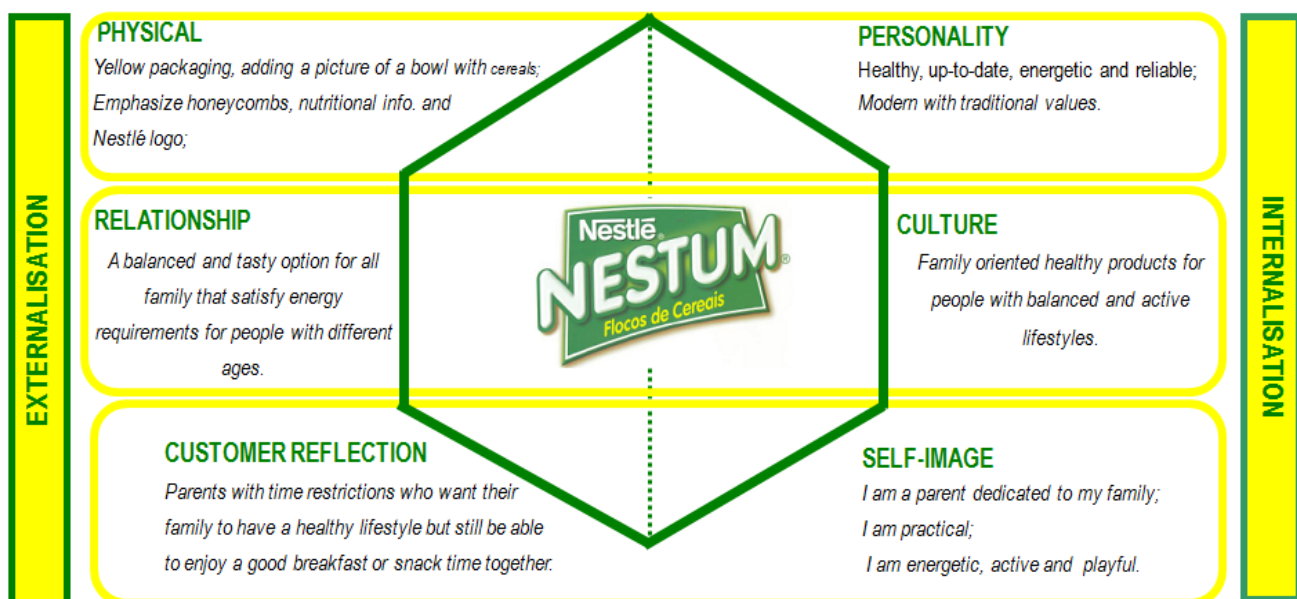 EXTERNALISATION
PHYSICAL
Yellow packaging, adding a picture of a bowl with cereals;
Emphasize honeycombs, nutritional info. and
Nestlé logo;
PERSONALITY
Healthy, up-to-date, energetic and reliable;
Modern with traditional values.
RELATIONSHIP
A balanced and tasty option for all
family that satisfy energy
requirements for people with different
ages.
Nestlé®
NESTUM®
Flocos de Cereais
CULTURE
Family oriented healthy products for
people with balanced and active
lifestyles.
CUSTOMER REFLECTION
Parents with time restrictions who want their
family to have a healthy lifestyle but still be able
to enjoy a good breakfast or snack time together.
SELF-IMAGE
I am a parent dedicated to my family;
I am practical;
I am energetic, active and playful.
INTERNALISATION